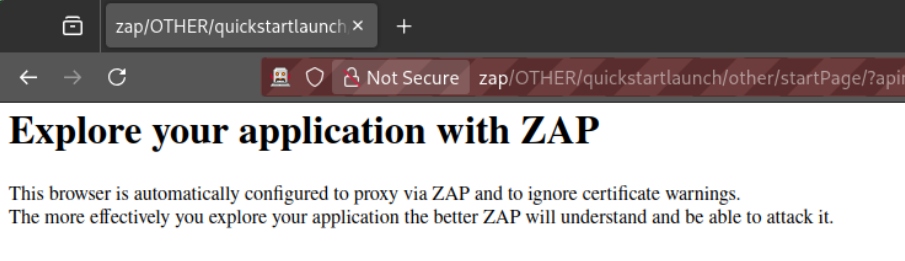 zap/OTHER/quickstartlaunch
Not Secure zap/OTHER/quickstartlaunch/other/startPage/?api
Explore your application with ZAP
This browser is automatically configured to proxy via ZAP and to ignore certificate warnings.
The more effectively you explore your application the better ZAP will understand and be able to attack it.